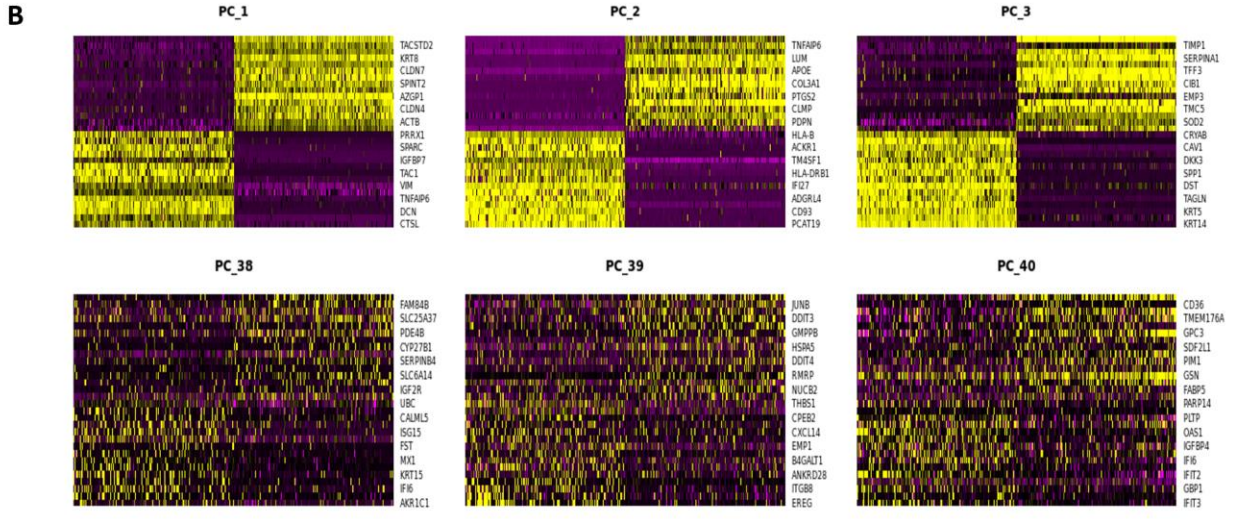 B
PC_1
TACSTD2
KRT8
CLDN7
SPINT2
AZGP1
CLDN4
ACTB
PRRX1
SPARC
IGFBP7
TAC1
VIM
TNFAIP6
DCN
CTSL
PC_2
TNFAIP6
LUM
APOE
COL3A1
PTGS2
CLMP
PDPN
HLA-B
ACKR1
TM4SF1
HLA-DRB1
IFI27
ADGRL4
CD93
PCAT19
PC_3
TIMP1
SERPINA1
TFF3
CIB1
EMP3
TMC5
SOD2
CRYAB
CAV1
DKK3
SPP1
DST
TAGLN
KRT5
KRT14
PC_38
FAM84B
SLC25A37
PDE4B
CYP27B1
SERPINB4
SLC6A14
IGF2R
UBC
CALML5
ISG15
FST
MX1
KRT15
IFI6
AKR1C1
PC_39
JUNB
DDIT3
GMPPB
HSPA5
DDIT4
RMRP
NUCB2
THBS1
CPEB2
CXCL14
EMP1
B4GALT1
ANKRD28
ITGB8
EREG
PC_40
CD36
TMEM176A
GPC3
SDF2L1
PIM1
GSN
FABP5
PARP14
PLTP
OAS1
IGFBP4
IFI6
IFIT2
GBP1
IFIT3